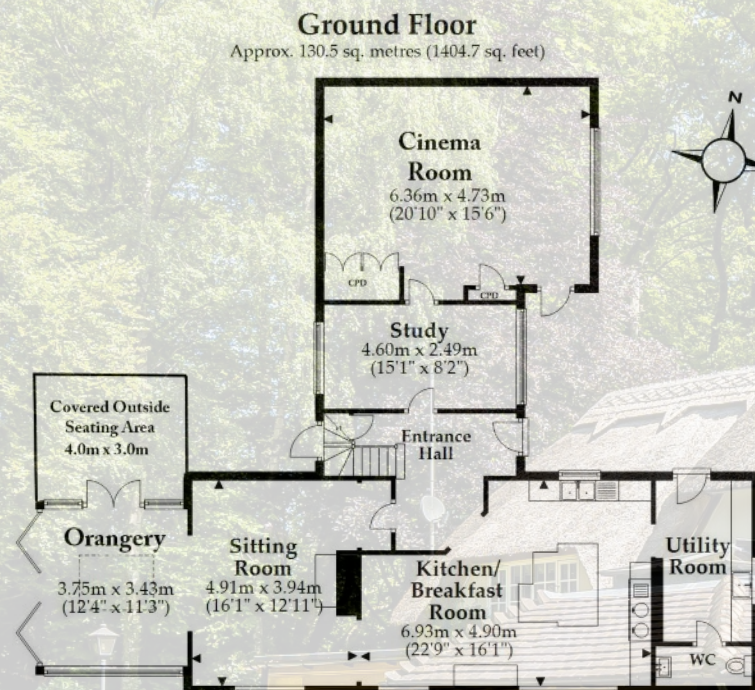 Ground Floor
Approx. 130.5 sq. metres (1404.7 sq. feet)
N
Cinema
Room
6.36m x 4.73m
(20'10" x 15'6")
CPD
CPD
Study
4.60m x 2.49m
(15'1" x 8'2")
Covered Outside
Seating Area
4.0m x 3.0m
Entrance
Hall
Orangery
3.75m x 3.43m
(12'4" x 11'3")
Sitting
Room
4.91m x 3.94m
(16'1" x 12'11")
Kitchen/
Breakfast
Room
6.93m x 4.90m
(22'9" x 16'1")
Utility
Room
WC